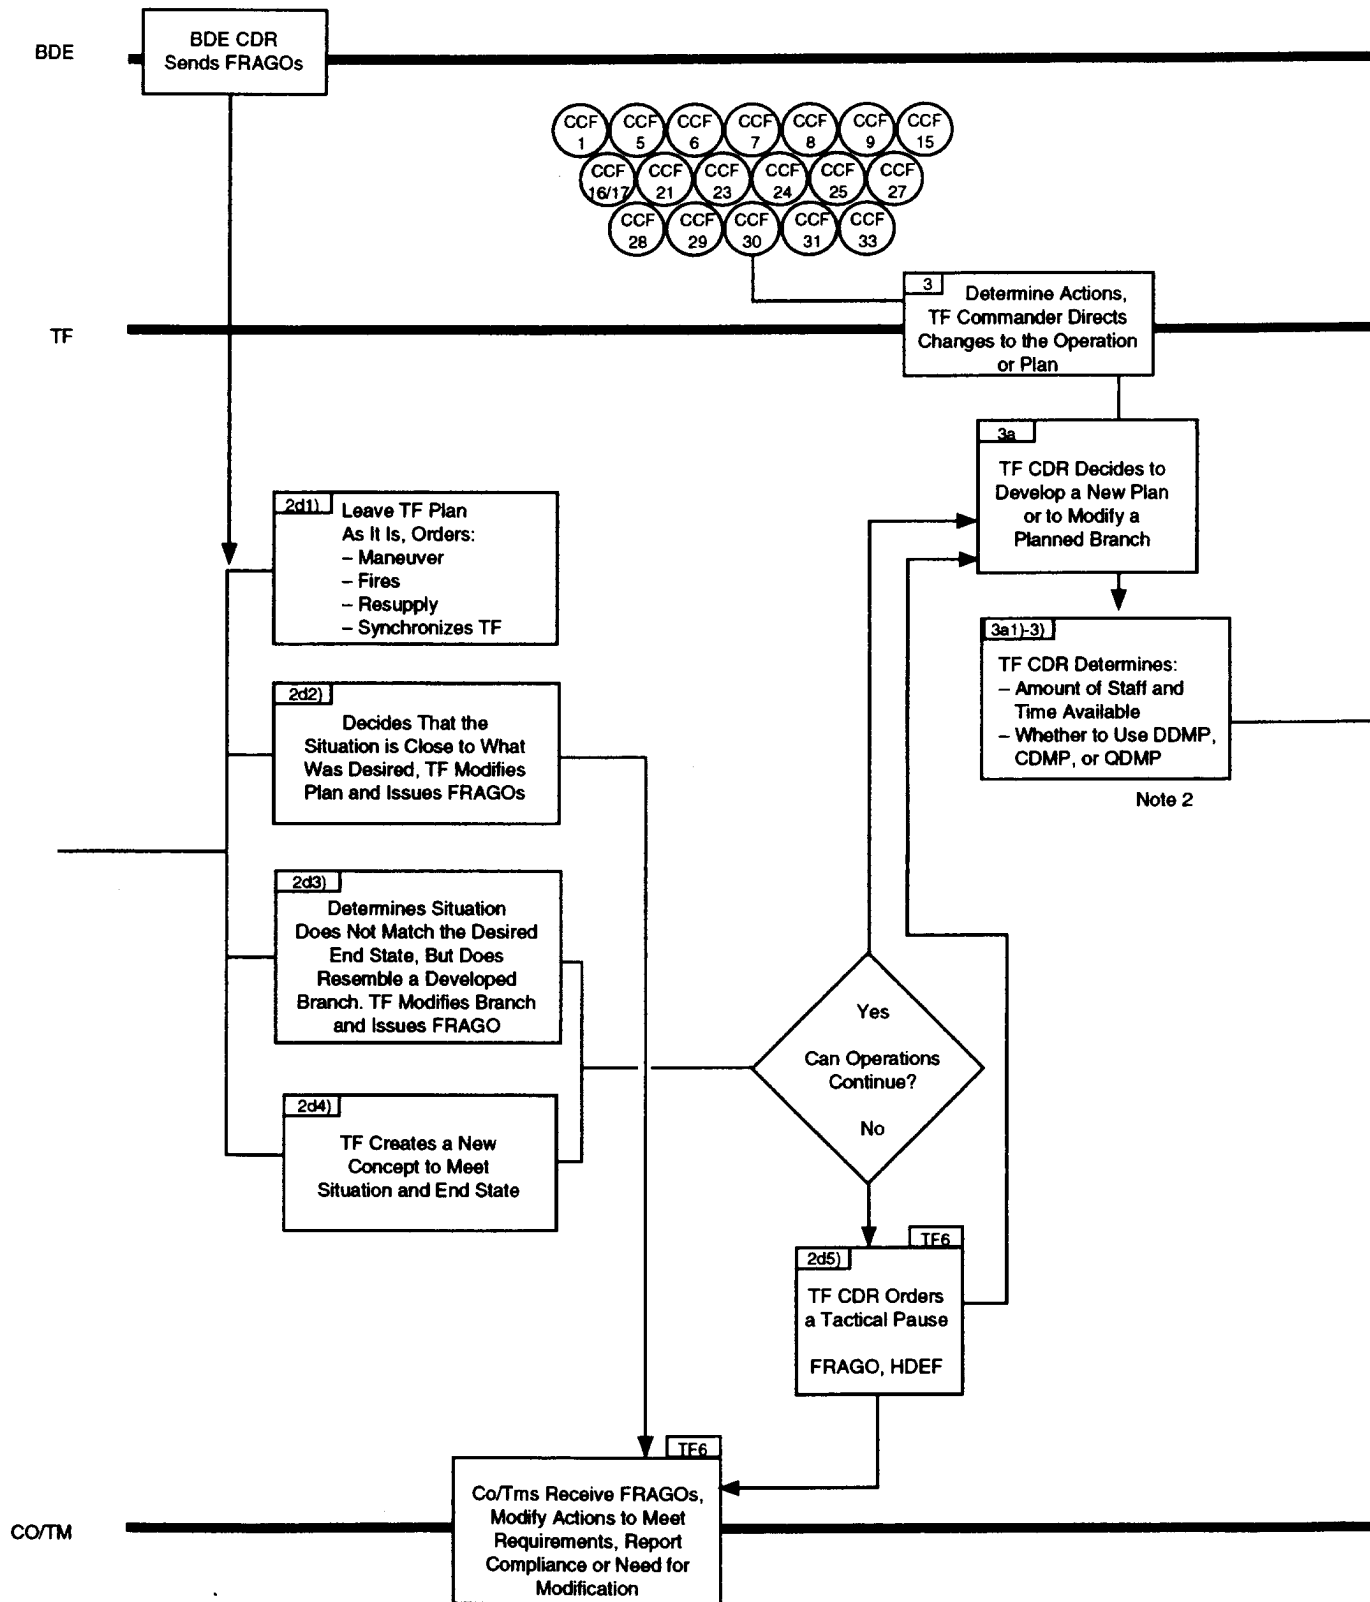 BDE
BDE CDR
Sends FRAGOs
CCF
1
CCF
5
CCF
6
CCF
7
CCF
8
CCF
9
CCF
15
CCF
16/17
CCF
21
CCF
23
CCF
24
CCF
25
CCF
27
CCF
28
CCF
29
CCF
30
CCF
31
CCF
33
TF
3
Determine Actions,
TF Commander Directs
Changes to the Operation
or Plan
3a
TF CDR Decides to
Develop a New Plan
or to Modify a
Planned Branch
2d1)
Leave TF Plan
As It Is, Orders:
– Maneuver
– Fires
– Resupply
– Synchronizes TF
3a1)-3)
TF CDR Determines:
– Amount of Staff and
Time Available
– Whether to Use DDMP,
CDMP, or QDMP
Note 2
2d2)
Decides That the
Situation is Close to What
Was Desired, TF Modifies
Plan and Issues FRAGOs
2d3)
Determines Situation
Does Not Match the Desired
End State, But Does
Resemble a Developed
Branch. TF Modifies Branch
and Issues FRAGO
Yes
Can Operations
Continue?
No
2d4)
TF Creates a New
Concept to Meet
Situation and End State
TF6
2d5)
TF CDR Orders
a Tactical Pause
FRAGO, HDEF
TF6
Co/Tms Receive FRAGOs,
Modify Actions to Meet
Requirements, Report
Compliance or Need for
Modification
CO/TM